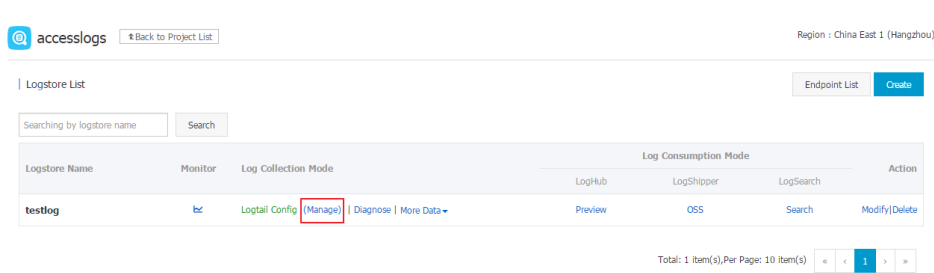 accesslogs Back to Project List Region : China East 1 (Hangzhou)
Logstore List Endpoint List Create
Searching by logstore name Search
Log Consumption Mode
Logstore Name Monitor Log Collection Mode Action
LogHub LogShipper LogSearch
testlog Logtail Config (Manage) | Diagnose | More Data Preview OSS Search Modify|Delete
Total: 1 item(s),Per Page: 10 item(s) « ‹ 1 › »